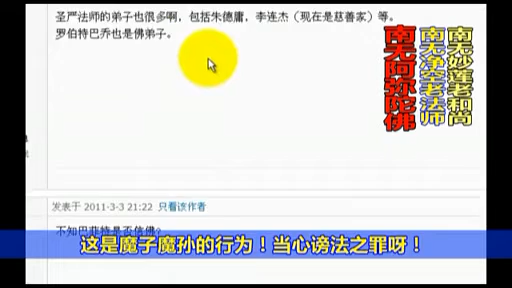 圣严法师的弟子也很多啊，包括朱德庸，李连杰（现在是慈善家）等。
罗伯特巴乔也是佛弟子。
南无妙莲老和尚
南无净空老法师
南无阿弥陀佛
发表于 2011-3-3 21:22 只看该作者
不知巴菲特是否信佛？
这是魔子魔孙的行为！当心谤法之罪呀！